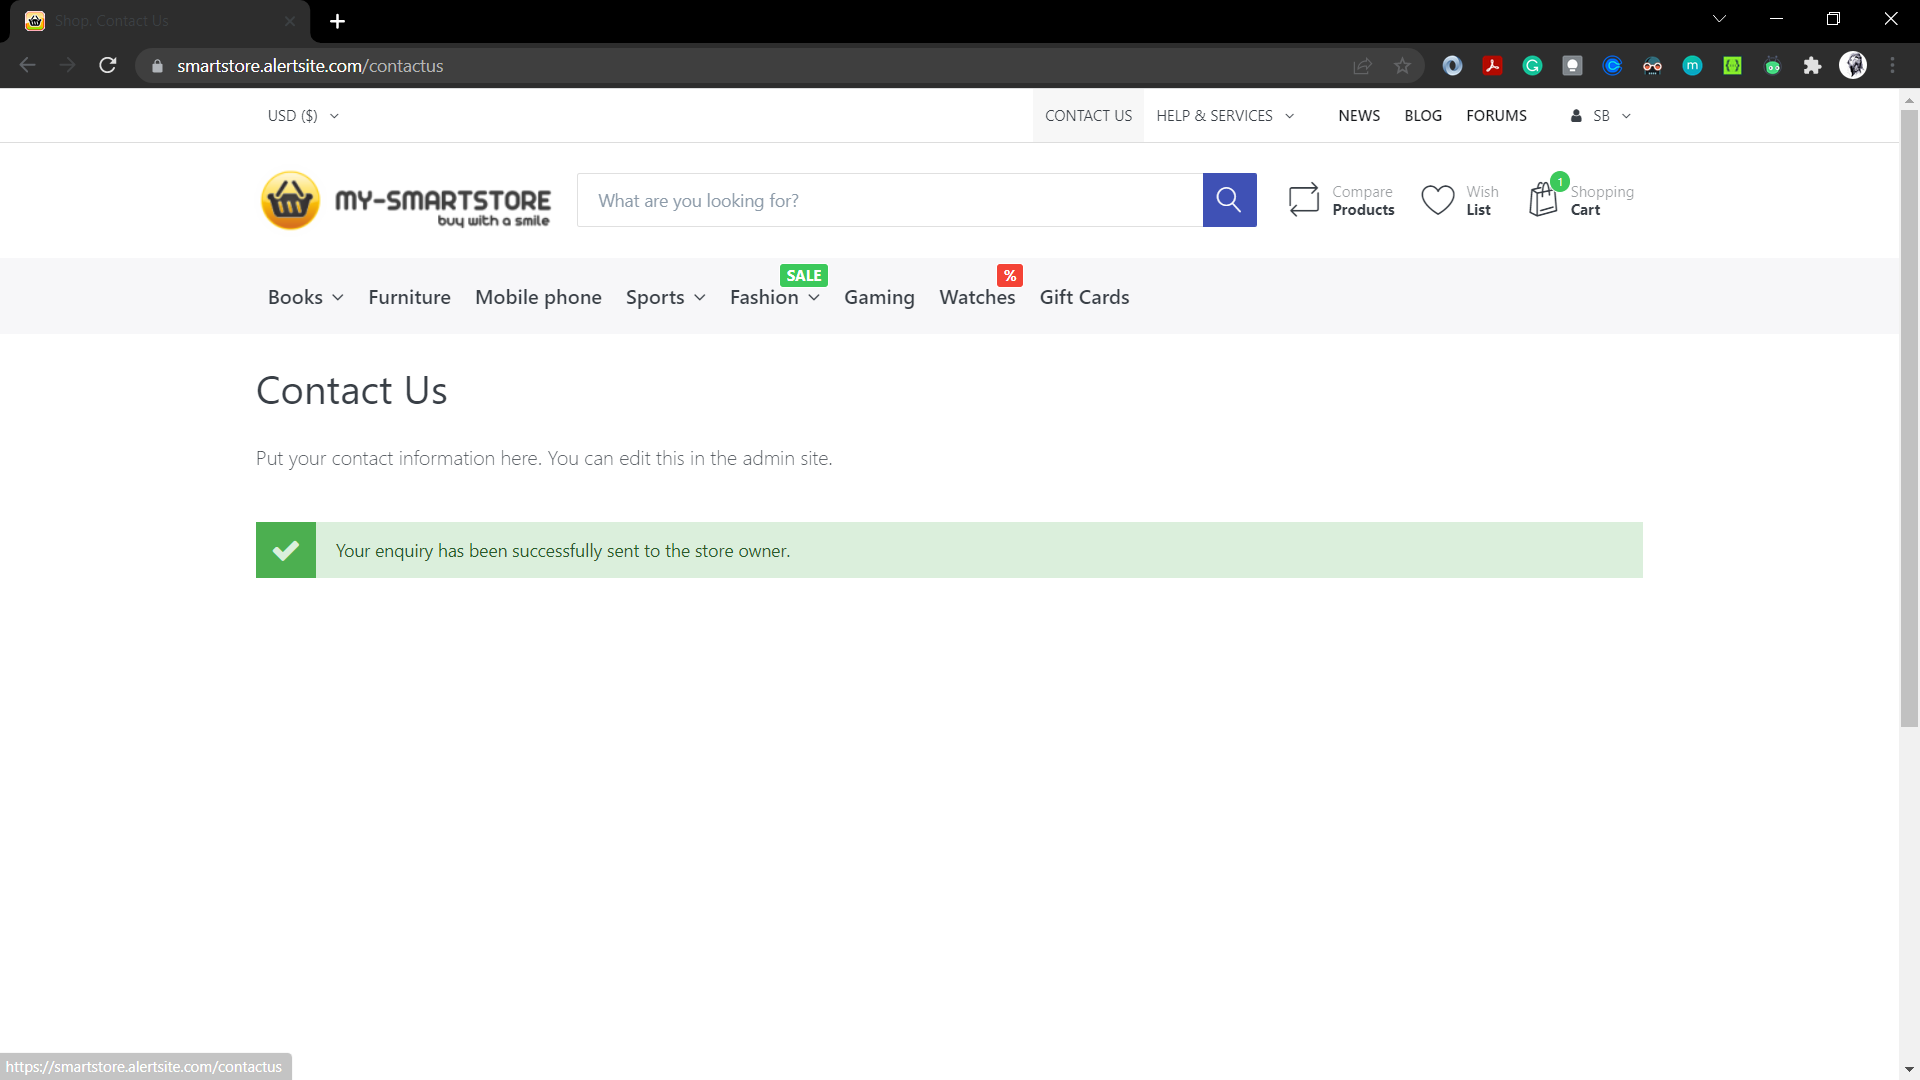 Shop. Contact Us
smartstore.alertsite.com/contactus
USD ($)
CONTACT US
HELP & SERVICES
NEWS
BLOG
FORUMS
SB
MY-SMARTSTORE
buy with a smile
What are you looking for?
Compare
Products
Wish
List
1
Shopping
Cart
SALE
%
Books
Furniture
Mobile phone
Sports
Fashion
Gaming
Watches
Gift Cards
Contact Us
Put your contact information here. You can edit this in the admin site.
Your enquiry has been successfully sent to the store owner.
https://smartstore.alertsite.com/contactus